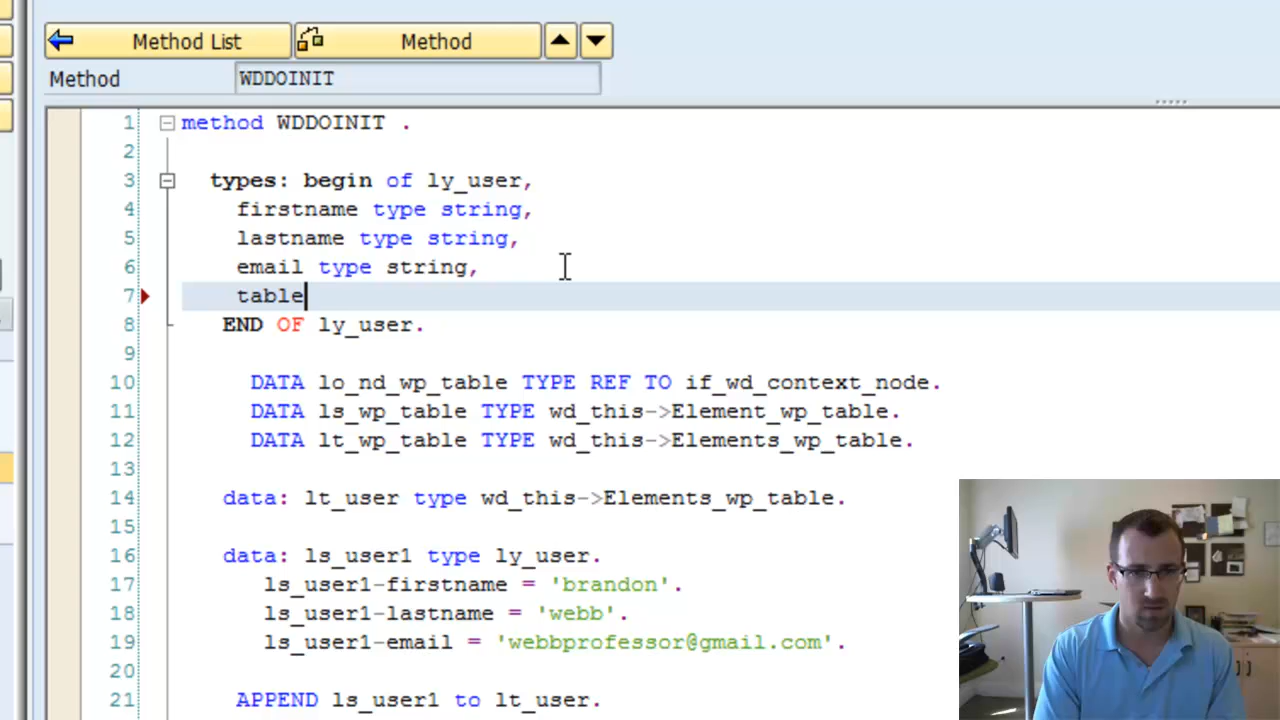 Method List
Method
Method
WDDOINIT
1 method WDDOINIT .
2
3 types: begin of ly_user,
4 firstname type string,
5 lastname type string,
6 email type string,
7 table
8 END OF ly_user.
9
10 DATA lo_nd_wp_table TYPE REF TO if_wd_context_node.
11 DATA ls_wp_table TYPE wd_this->Element_wp_table.
12 DATA lt_wp_table TYPE wd_this->Elements_wp_table.
13
14 data: lt_user type wd_this->Elements_wp_table.
15
16 data: ls_user1 type ly_user.
17 ls_user1-firstname = 'brandon'.
18 ls_user1-lastname = 'webb'.
19 ls_user1-email = 'webbprofessor@gmail.com'.
20
21 APPEND ls_user1 to lt_user.